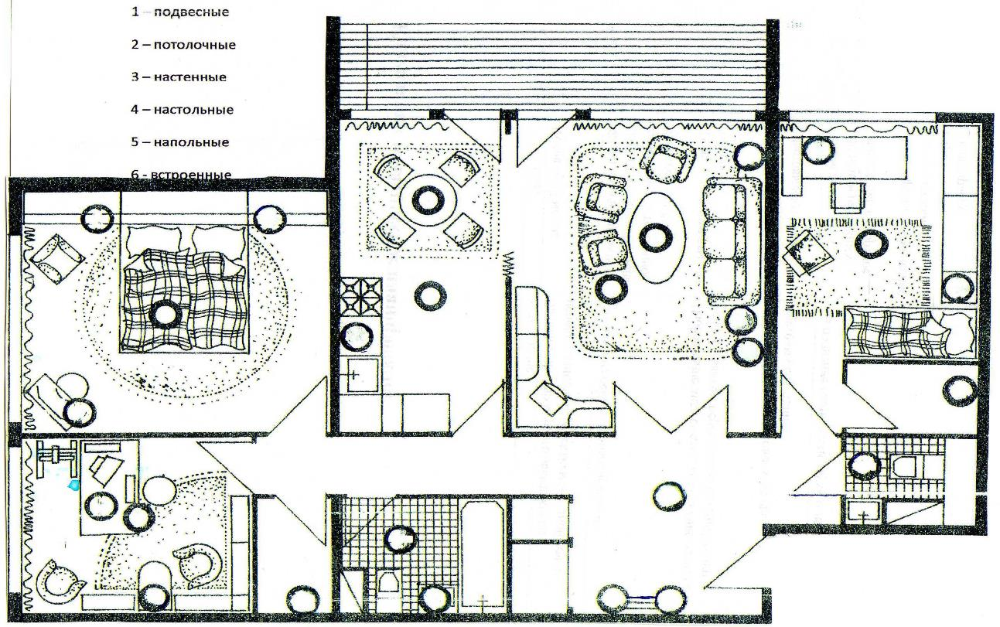 1 – подвесные
2 – потолочные
3 – настенные
4 – настольные
5 – напольные
6 - встроенные